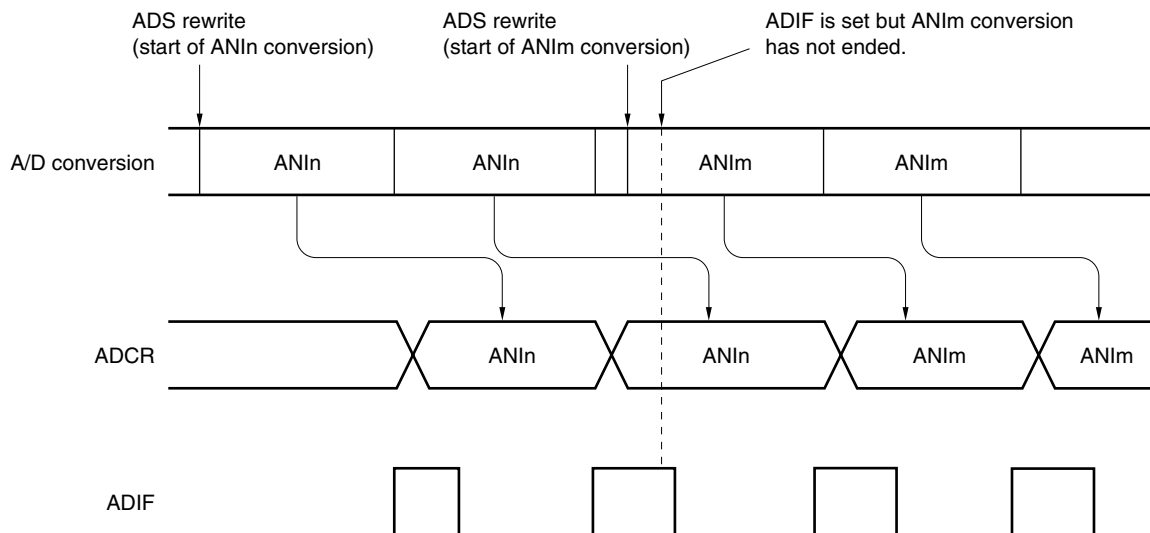 ADS rewrite
(start of ANIn conversion)
ADS rewrite
(start of ANIm conversion)
ADIF is set but ANIm conversion
has not ended.
A/D conversion
ANIn
ANIn
ANIm
ANIm
ADCR
ANIn
ANIn
ANIm
ANIm
ADIF